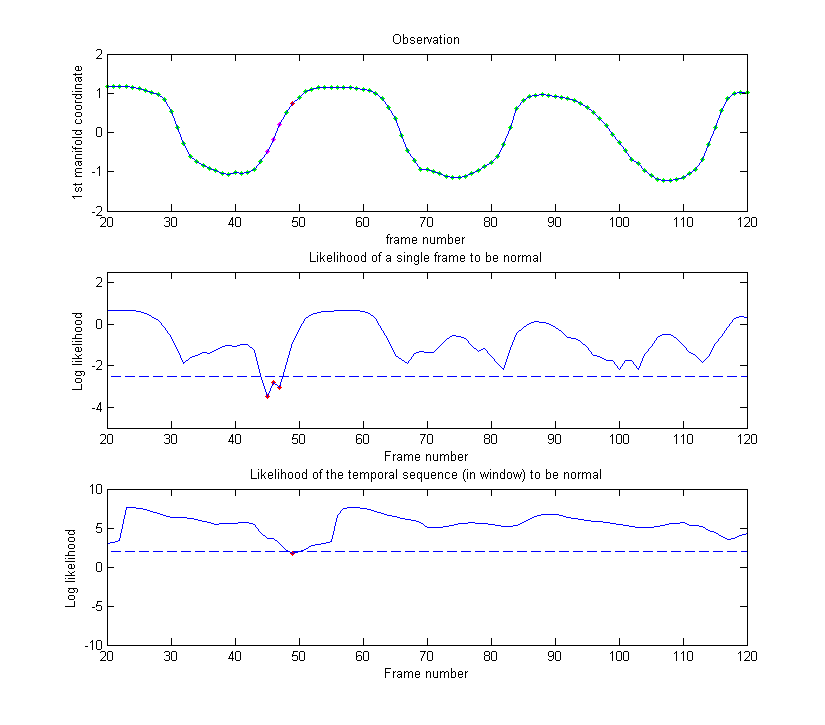 Observation
2
1
0
-1
-2
1st manifold coordinate
20 30 40 50 60 70 80 90 100 110 120
frame number
Likelihood of a single frame to be normal
2
0
-2
-4
Log likelihood
20 30 40 50 60 70 80 90 100 110 120
Frame number
Likelihood of the temporal sequence (in window) to be normal
10
5
0
-5
-10
Log likelihood
20 30 40 50 60 70 80 90 100 110 120
Frame number